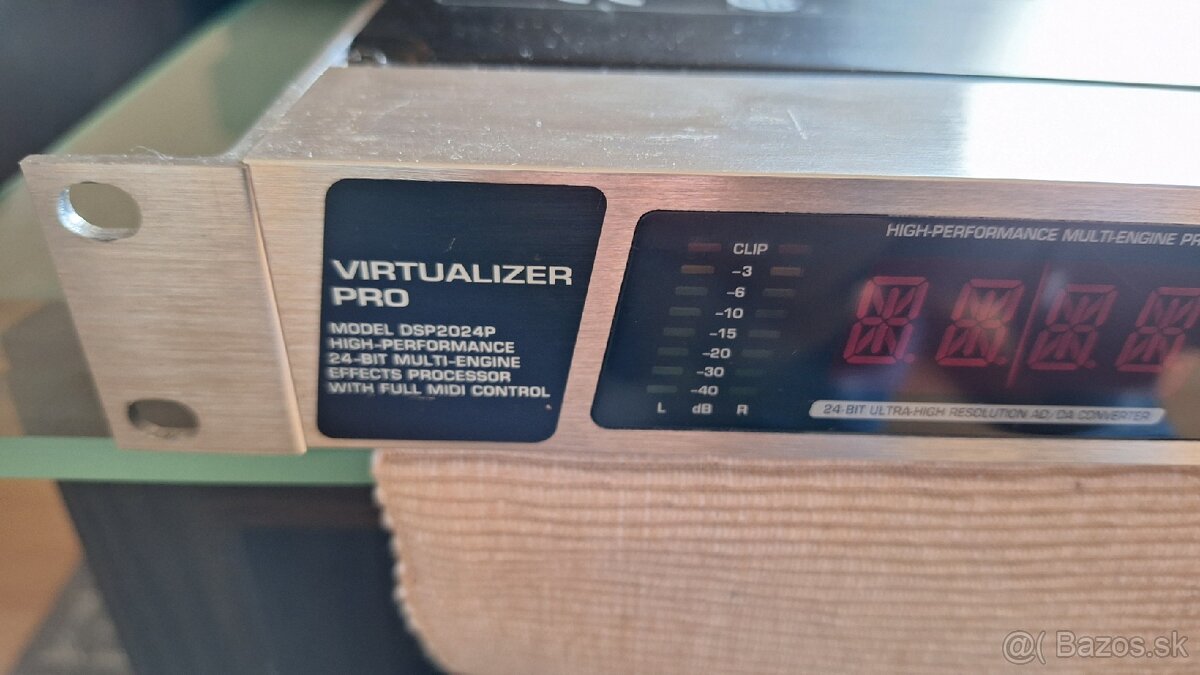 VIRTUALIZER
PRO
MODEL DSP2024P
HIGH-PERFORMANCE
24-BIT MULTI-ENGINE
EFFECTS PROCESSOR
WITH FULL MIDI CONTROL
HIGH-PERFORMANCE MULTI-ENGINE PR
CLIP
-3
-6
-10
-15
-20
-30
-40
L dB R
24-BIT ULTRA-HIGH RESOLUTION AD/DA CONVERTER
@( Bazos.sk